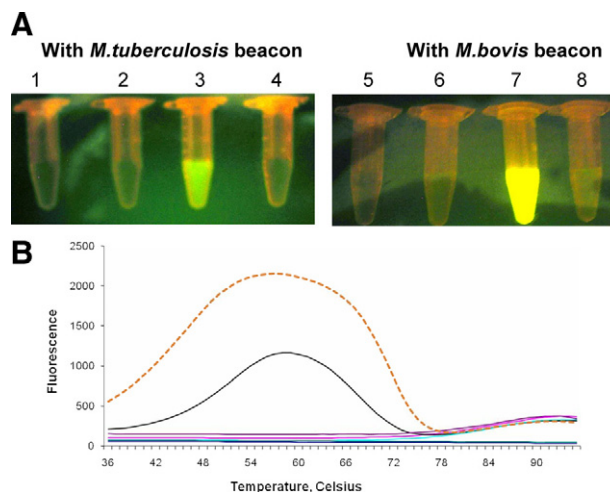 A
With M.tuberculosis beacon
With M.bovis beacon
1 2 3 4 5 6 7 8
B
2500
2000
1500
1000
500
0
Fluorescence
36 42 48 54 60 66 72 78 84 90
Temperature, Celsius